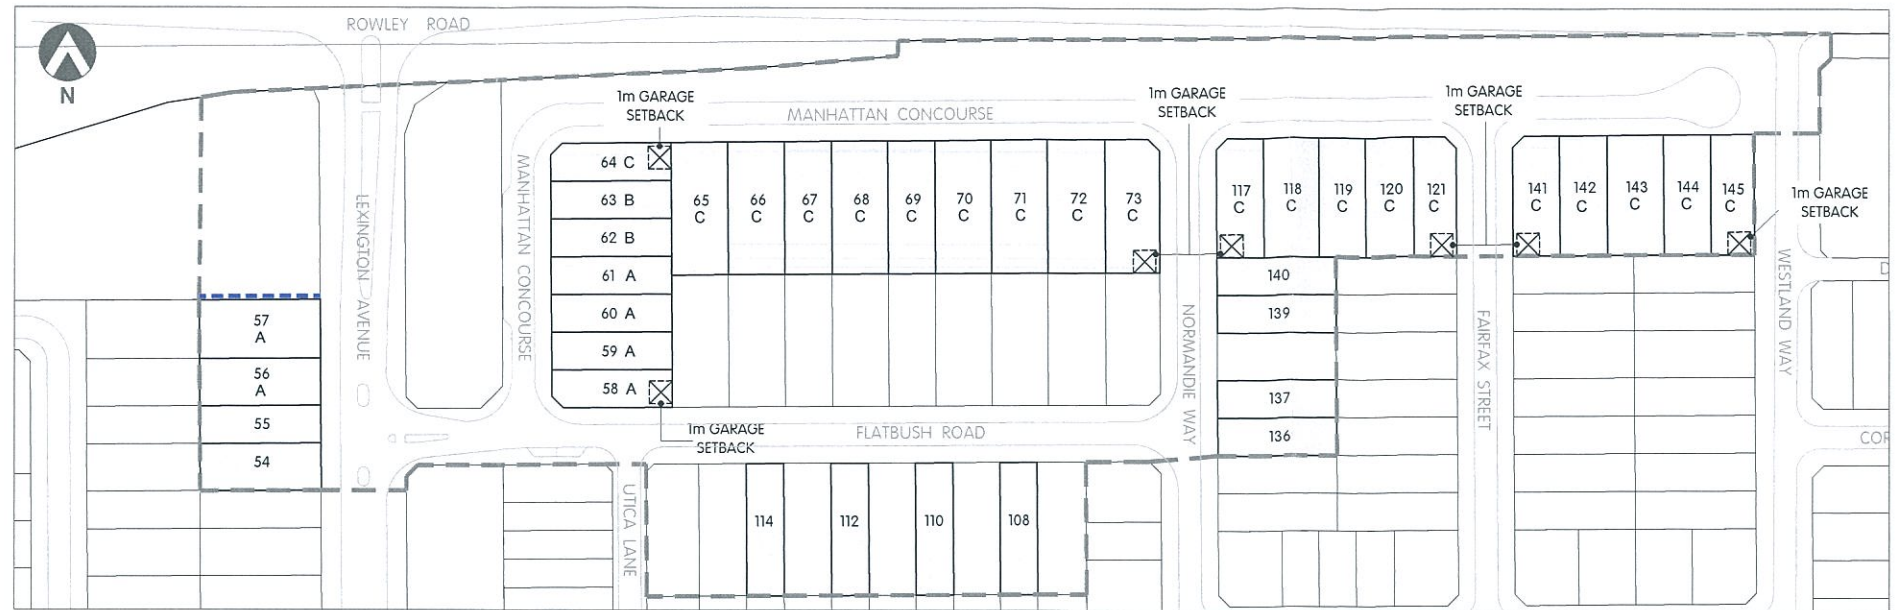 ROWLEY ROAD
N
1m GARAGE
SETBACK
MANHATTAN CONCOURSE
1m GARAGE
SETBACK
1m GARAGE
SETBACK
1m GARAGE
SETBACK
MANHATTAN CONCOURSE
LEXINGTON AVENUE
64 C
63 B
62 B
61 A
60 A
59 A
58 A
65
C
66
C
67
C
68
C
69
C
70
C
71
C
72
C
73
C
117
C
118
C
119
C
120
C
121
C
141
C
142
C
143
C
144
C
145
C
140
139
137
136
NORMANDIE WAY
FAIRFAX STREET
WESTLAND WAY
D
COR
57
A
56
A
55
54
1m GARAGE
SETBACK
FLATBUSH ROAD
UTICA LANE
114
112
110
108